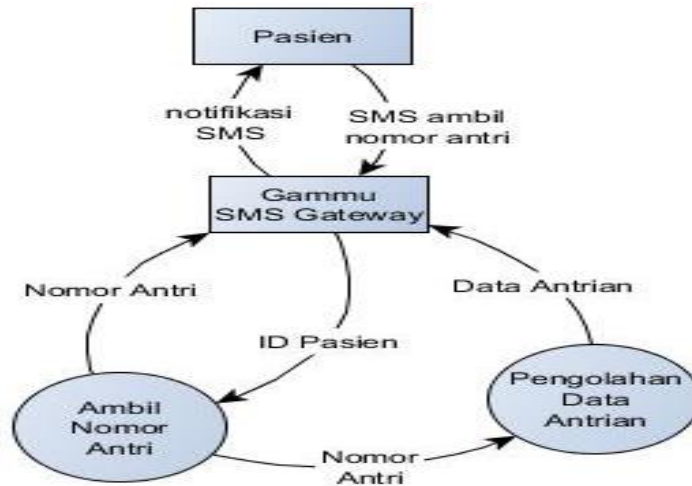 Pasien
notifikasi
SMS
SMS ambil
nomor antri
Gammu
SMS Gateway
Nomor Antri
Data Antrian
ID Pasien
Ambil
Nomor
Antri
Pengolahan
Data
Antrian
Nomor
Antri